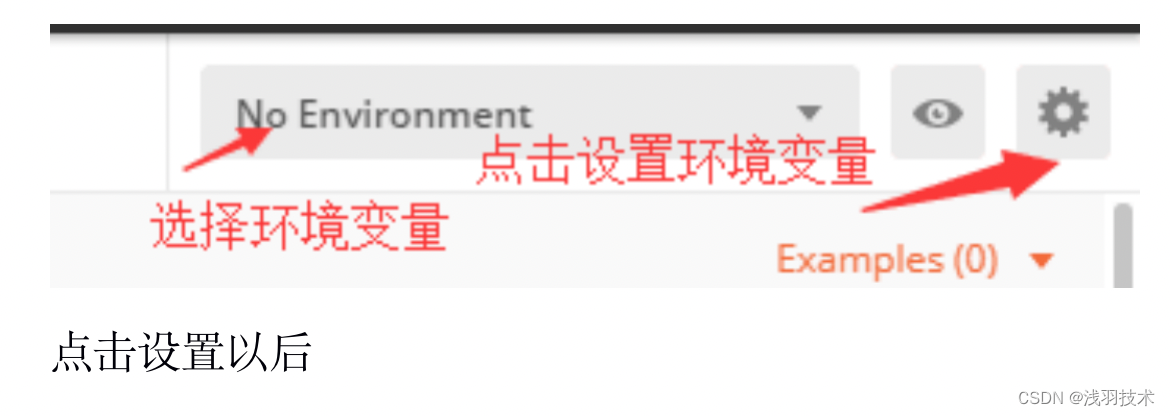 No Environment
点击设置环境变量
选择环境变量
Examples (0)
点击设置以后
CSDN @浅羽技术